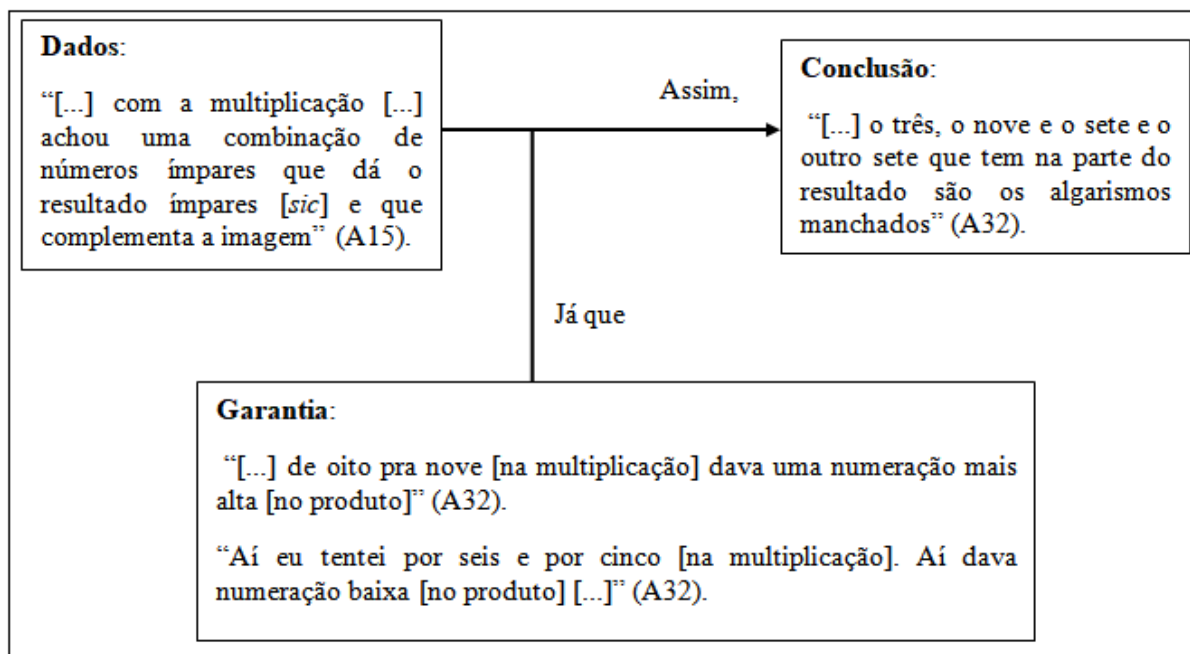 Dados:
“[...] com a multiplicação [...]
achou uma combinação de
números ímpares que dá o
resultado ímpares [sic] e que
complementa a imagem” (A15).
Assim,
Conclusão:
“[...] o três, o nove e o sete e o
outro sete que tem na parte do
resultado são os algarismos
manchados” (A32).
Já que
Garantia:
“[...] de oito pra nove [na multiplicação] dava uma numeração mais
alta [no produto]” (A32).
“Aí eu tentei por seis e por cinco [na multiplicação]. Aí dava
numeração baixa [no produto] [...]” (A32).